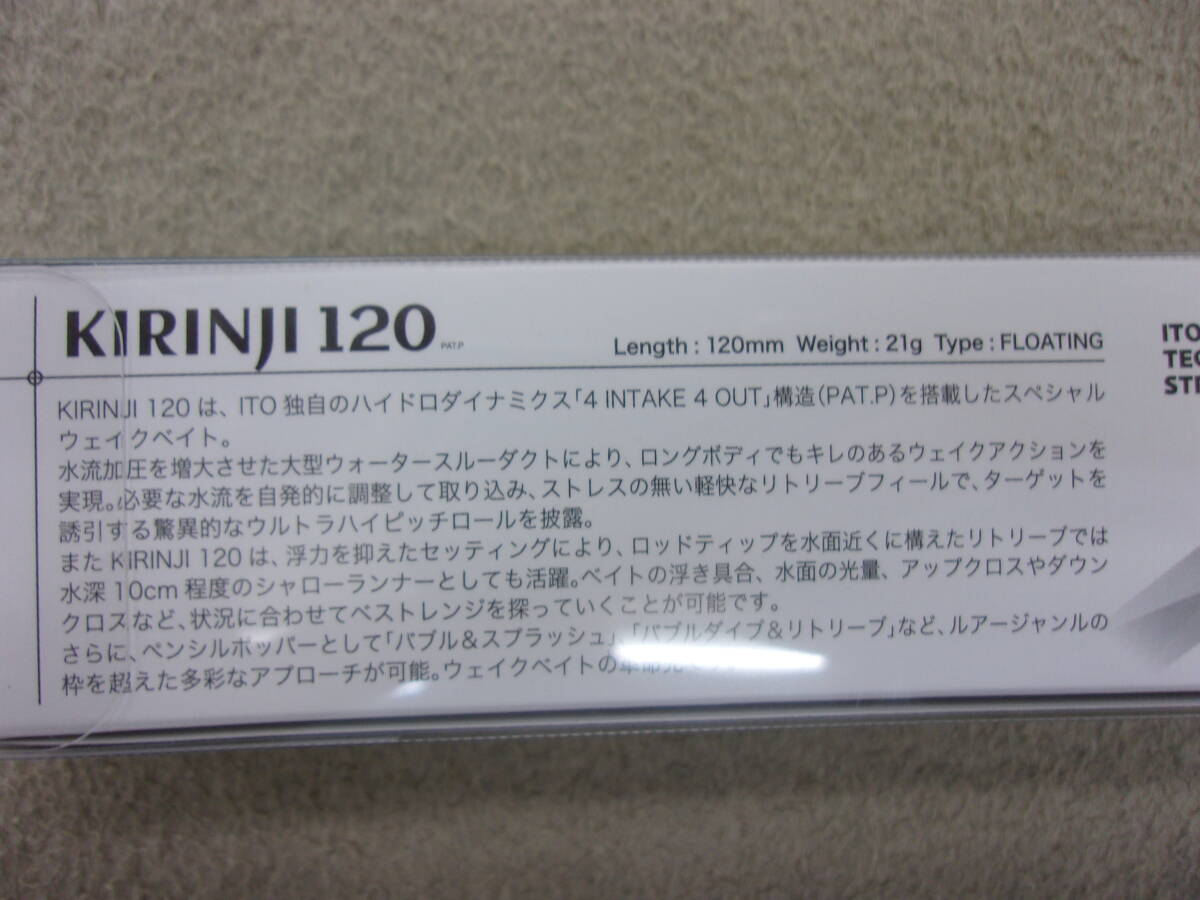 KIRINJI 120 PAT.P
Length : 120mm Weight : 21g Type : FLOATING
KIRINJI 120 は、ITO 独自のハイドロダイナミクス「4 INTAKE 4 OUT」構造(PAT.P)を搭載したスペシャル
ウェイクベイト。
水流加圧を増大させた大型ウォータースルーダクトにより、ロングボディでもキレのあるウェイクアクションを
実現。必要な水流を自発的に調整して取り込み、ストレスの無い軽快なリトリーブフィールで、ターゲットを
誘引する驚異的なウルトラハイピッチロールを披露。
また KIRINJI 120 は、浮力を抑えたセッティングにより、ロッドティップを水面近くに構えたリトリーブでは
水深10cm 程度のシャローランナーとしても活躍。ベイトの浮き具合、水面の光量、アップクロスやダウン
クロスなど、状況に合わせてベストレンジを探っていくことが可能です。
さらに、ペンシルポッパーとして「バブル&スプラッシュ」、「バブルダイブ&リトリーブ」など、ルアージャンルの
枠を超えた多彩なアプローチが可能。ウェイクベイトの
ITO